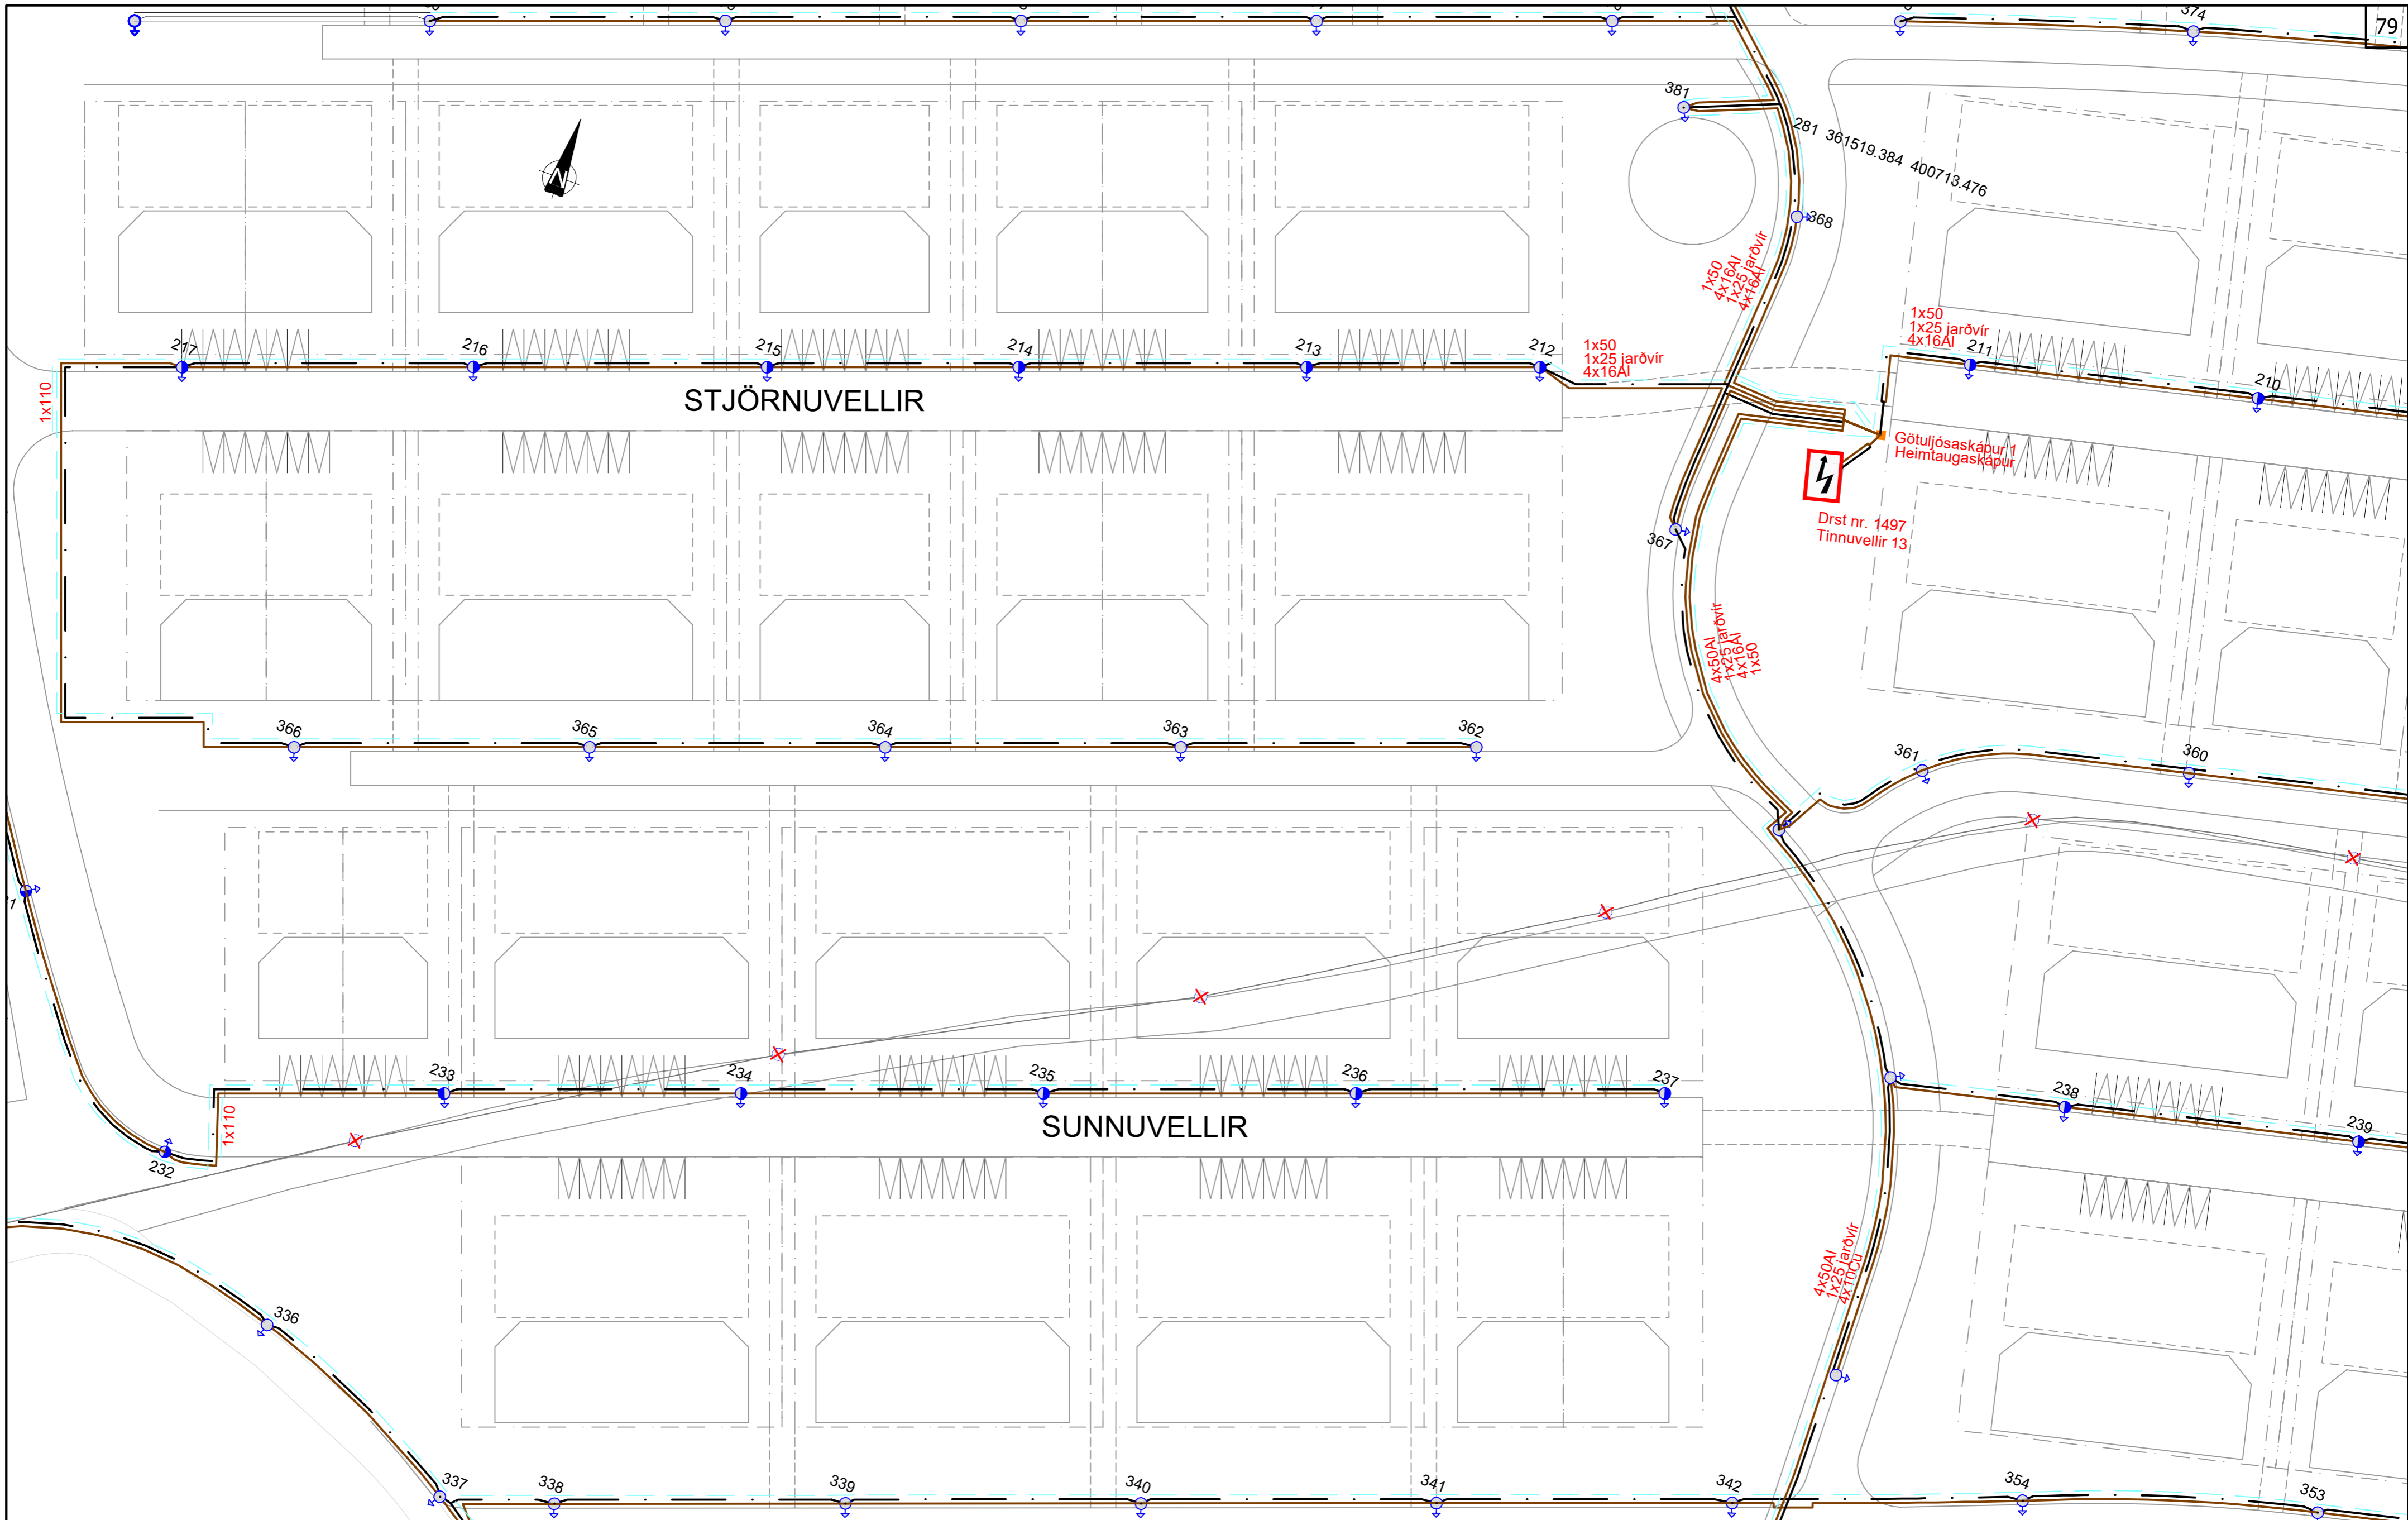 374
79
381
281 361519.384 400713.476
368
N
1x50
4x16Al
1x25 jarðvír
4x16Al
1x50
1x25 jarðvír
4x16Al
217
216
215
214
213
212
1x50
1x25 jarðvír
4x16Al
211
210
1x110
STJÖRNUVELLIR
Götuljósaskápur 1
Heimtaugaskápur
Drst nr. 1497
Tinnuvellir 13
367
4x50Al
1x25 jarðvír
4x16Al
1x50
366
365
364
363
362
361
360
233
234
235
236
237
238
239
1x110
SUNNUVELLIR
232
4x50Al
1x25 jarðvír
4x10Cu
336
337
338
339
340
341
342
354
353